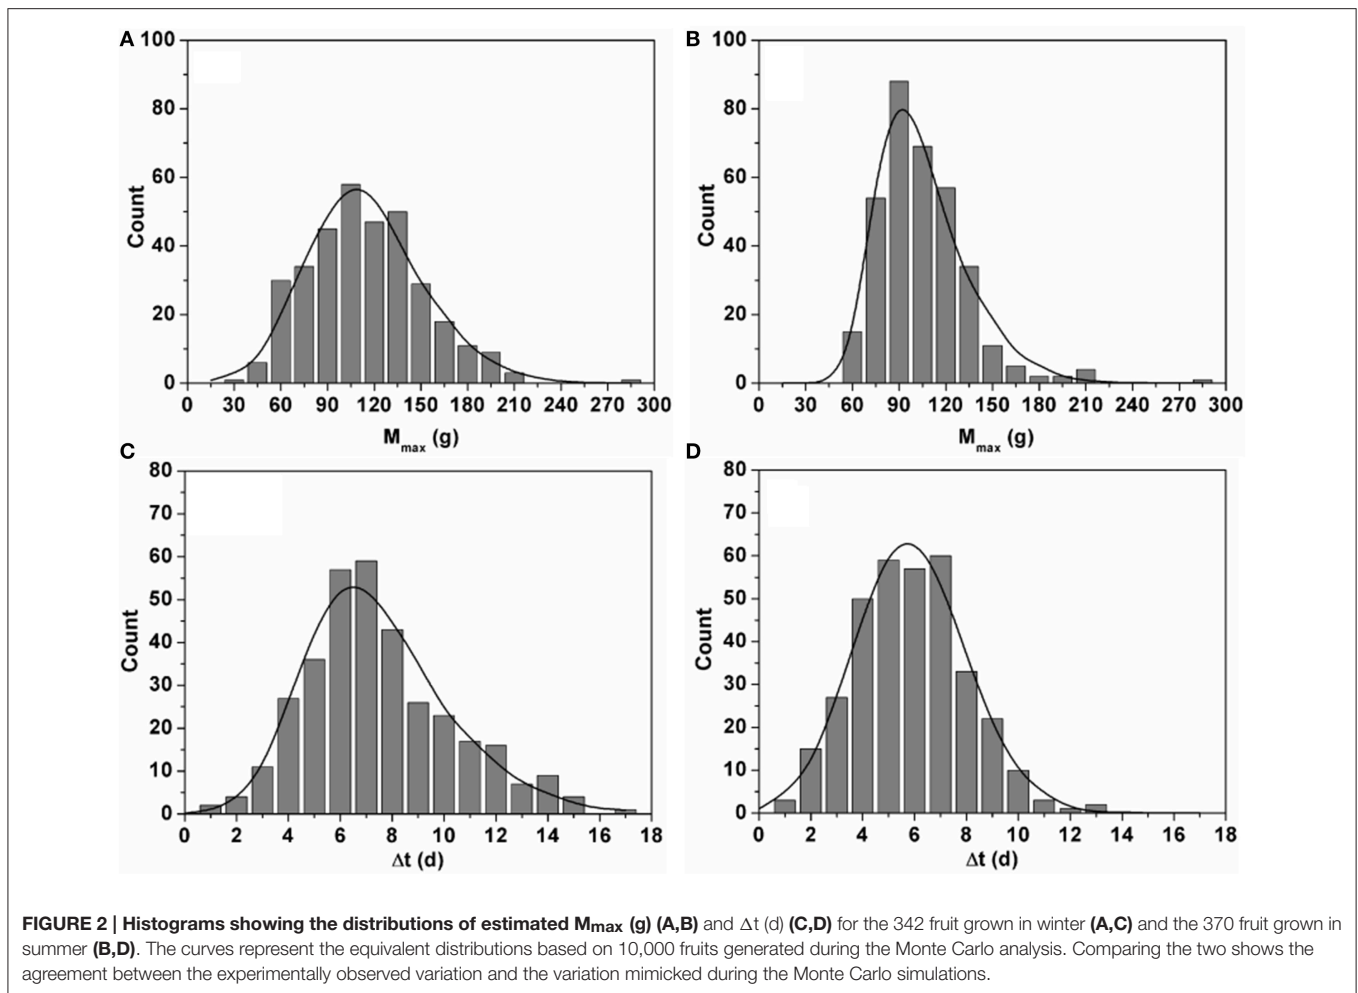 A
100
80
60
40
20
0
Count
0 30 60 90 120 150 180 210 240 270 300
Mmax (g)
B
100
80
60
40
20
0
Count
0 30 60 90 120 150 180 210 240 270 300
Mmax (g)
C
80
70
60
50
40
30
20
10
0
Count
0 2 4 6 8 10 12 14 16 18
Δt (d)
D
80
70
60
50
40
30
20
10
0
Count
0 2 4 6 8 10 12 14 16 18
Δt (d)
FIGURE 2 | Histograms showing the distributions of estimated Mmax (g) (A,B) and Δt (d) (C,D) for the 342 fruit grown in winter (A,C) and the 370 fruit grown in
summer (B,D). The curves represent the equivalent distributions based on 10,000 fruits generated during the Monte Carlo analysis. Comparing the two shows the
agreement between the experimentally observed variation and the variation mimicked during the Monte Carlo simulations.